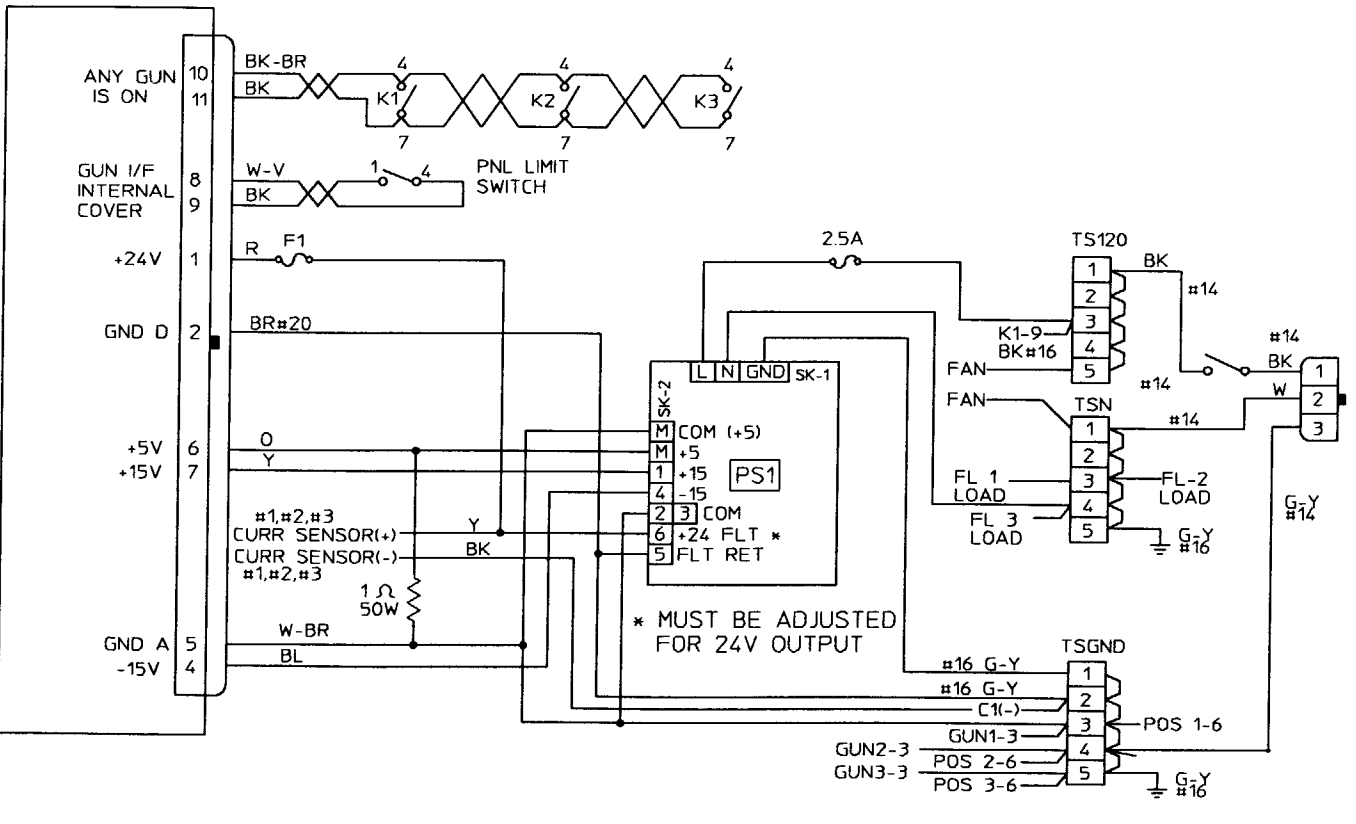 ANY GUN
IS ON
10
11
BK-BR
BK
4
4
4
K1
K2
K3
7
7
7
GUN I/F
INTERNAL
COVER
8
9
W-V
BK
1
4
PNL LIMIT
SWITCH
+24V
1
R
F1
GND D
2
BR#20
+5V
6
O
+15V
7
Y
#1,#2,#3
CURR SENSOR(+)
Y
CURR SENSOR(-)
BK
#1,#2,#3
1 Ω
50W
GND A
5
W-BR
-15V
4
BL
2.5A
L N GND
SK-1
SK-2
M COM (+5)
M +5
1 +15
4 -15
2 3 COM
6 +24 FLT *
5 FLT RET
PS1
* MUST BE ADJUSTED
FOR 24V OUTPUT
TS120
1
2
3
4
5
BK
#14
K1-9
BK#16
FAN
#14
#14
BK
W
1
2
3
FAN
TSN
1
2
3
4
5
#14
FL 1
LOAD
FL-2
LOAD
FL 3
LOAD
G-Y
#16
G-Y
#14
TSGND
1
2
3
4
5
#16 G-Y
#16 G-Y
C1(-)
GUN1-3
POS 1-6
GUN2-3
POS 2-6
GUN3-3
POS 3-6
G-Y
#16